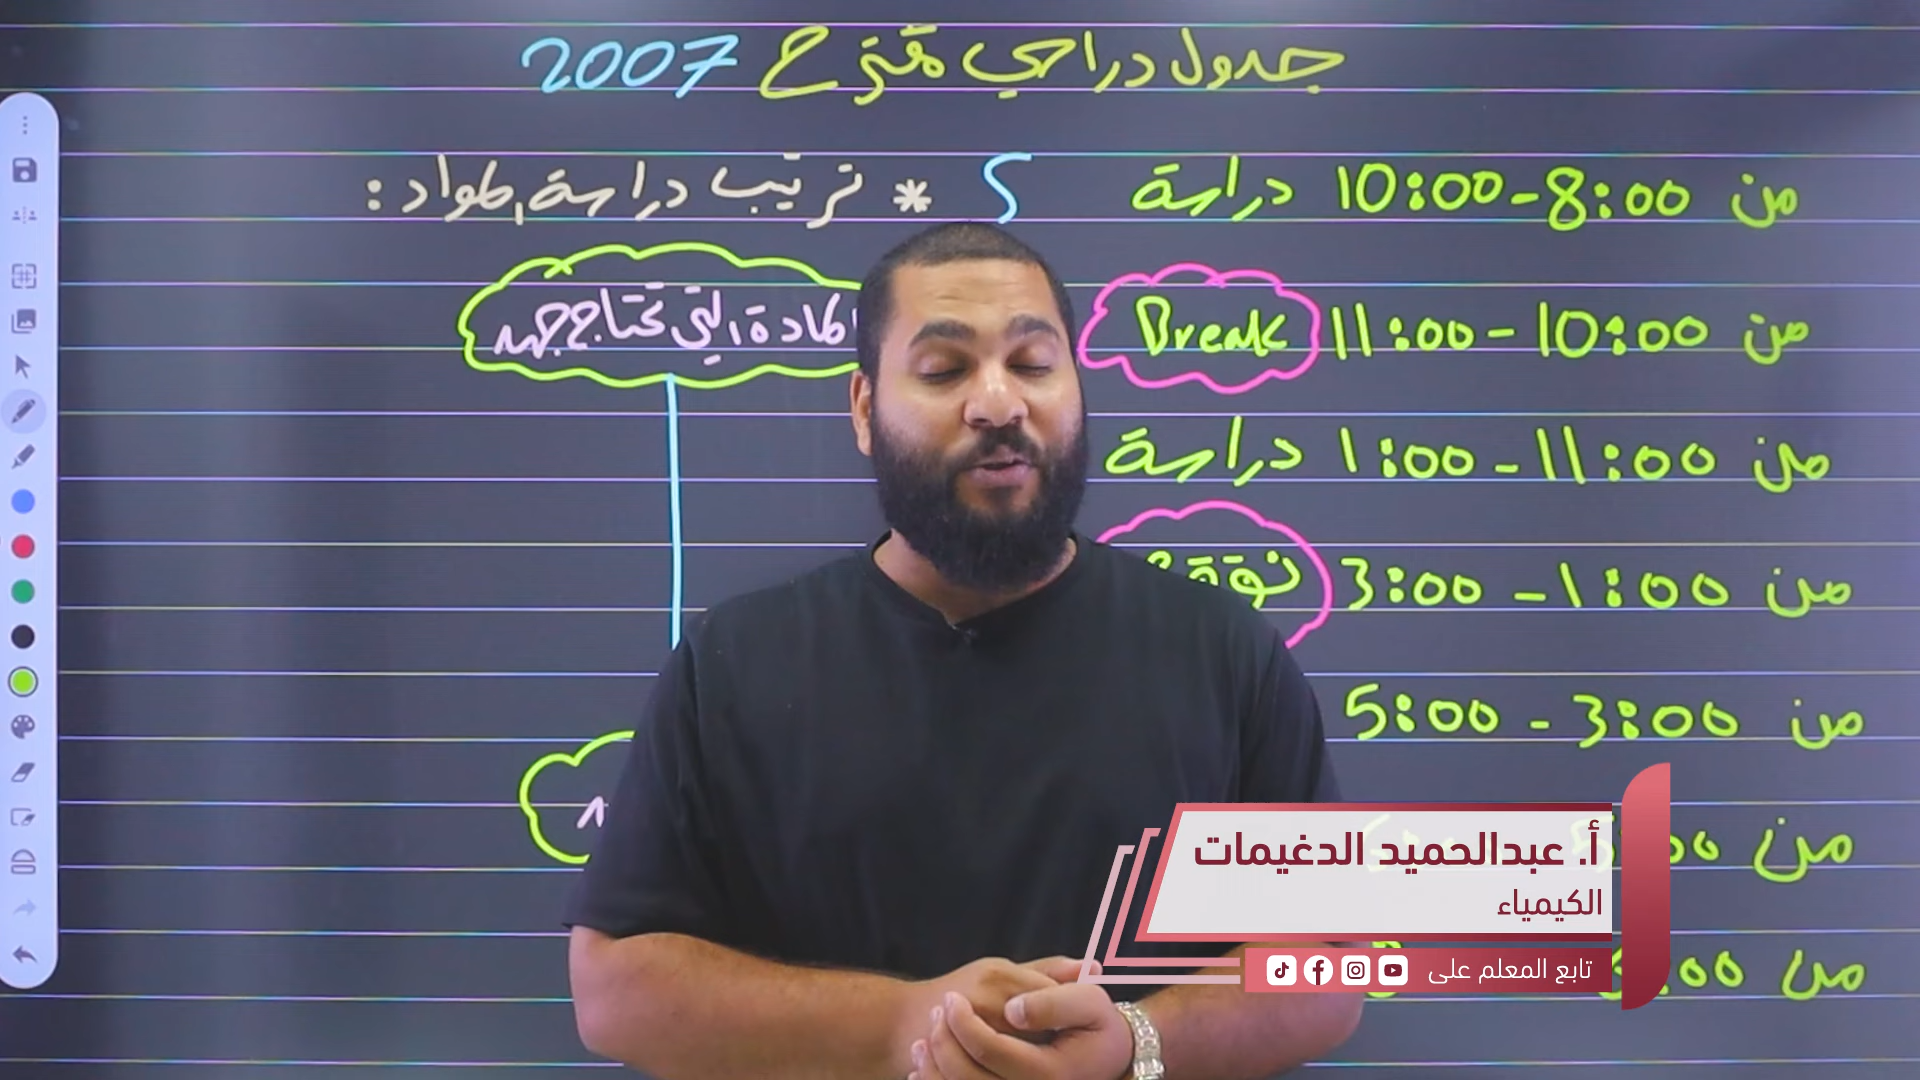 جدول دراسي مقترح 2007
من 8:00-10:00 دراسة
من 10:00-11:00 Break
من 11:00-1:00 دراسة
من 1:00-3:00
من 3:00-5:00
من
من
* ترتيب دراسة المواد:
المادة التي تحتاج جهد
أ. عبدالحميد الدغيمات
الكيمياء
تابع المعلم على